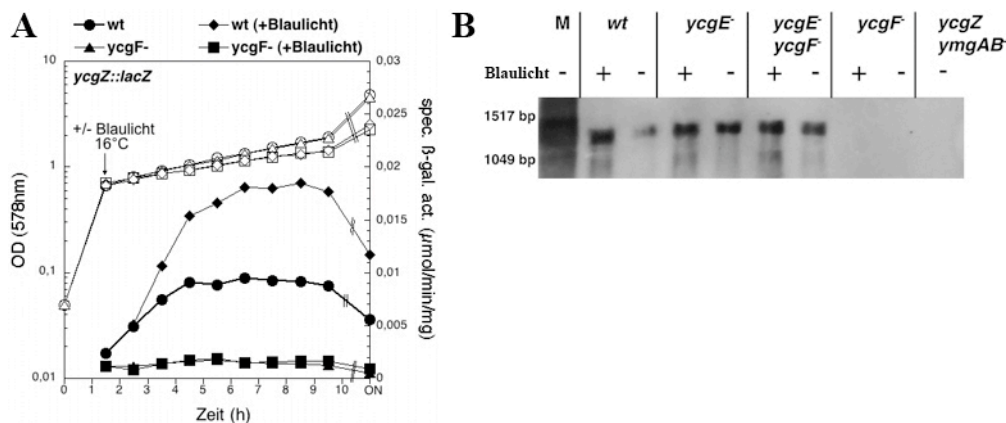 A
wt
wt (+Blaulicht)
ycgF-
ycgF- (+Blaulicht)
ycgZ::lacZ
+/- Blaulicht
16°C
OD (578nm)
10
1
0,1
0,01
0 1 2 3 4 5 6 7 8 9 10 ON
Zeit (h)
0,03
0,025
0,02
0,015
0,01
0,005
0
spec. ß-gal. act. (µmol/min/mg)
B
M wt ycgE- ycgE- ycgF- ycgZ
ycgF- ymgAB-
Blaulicht - + - + - + - + - -
1517 bp
1049 bp